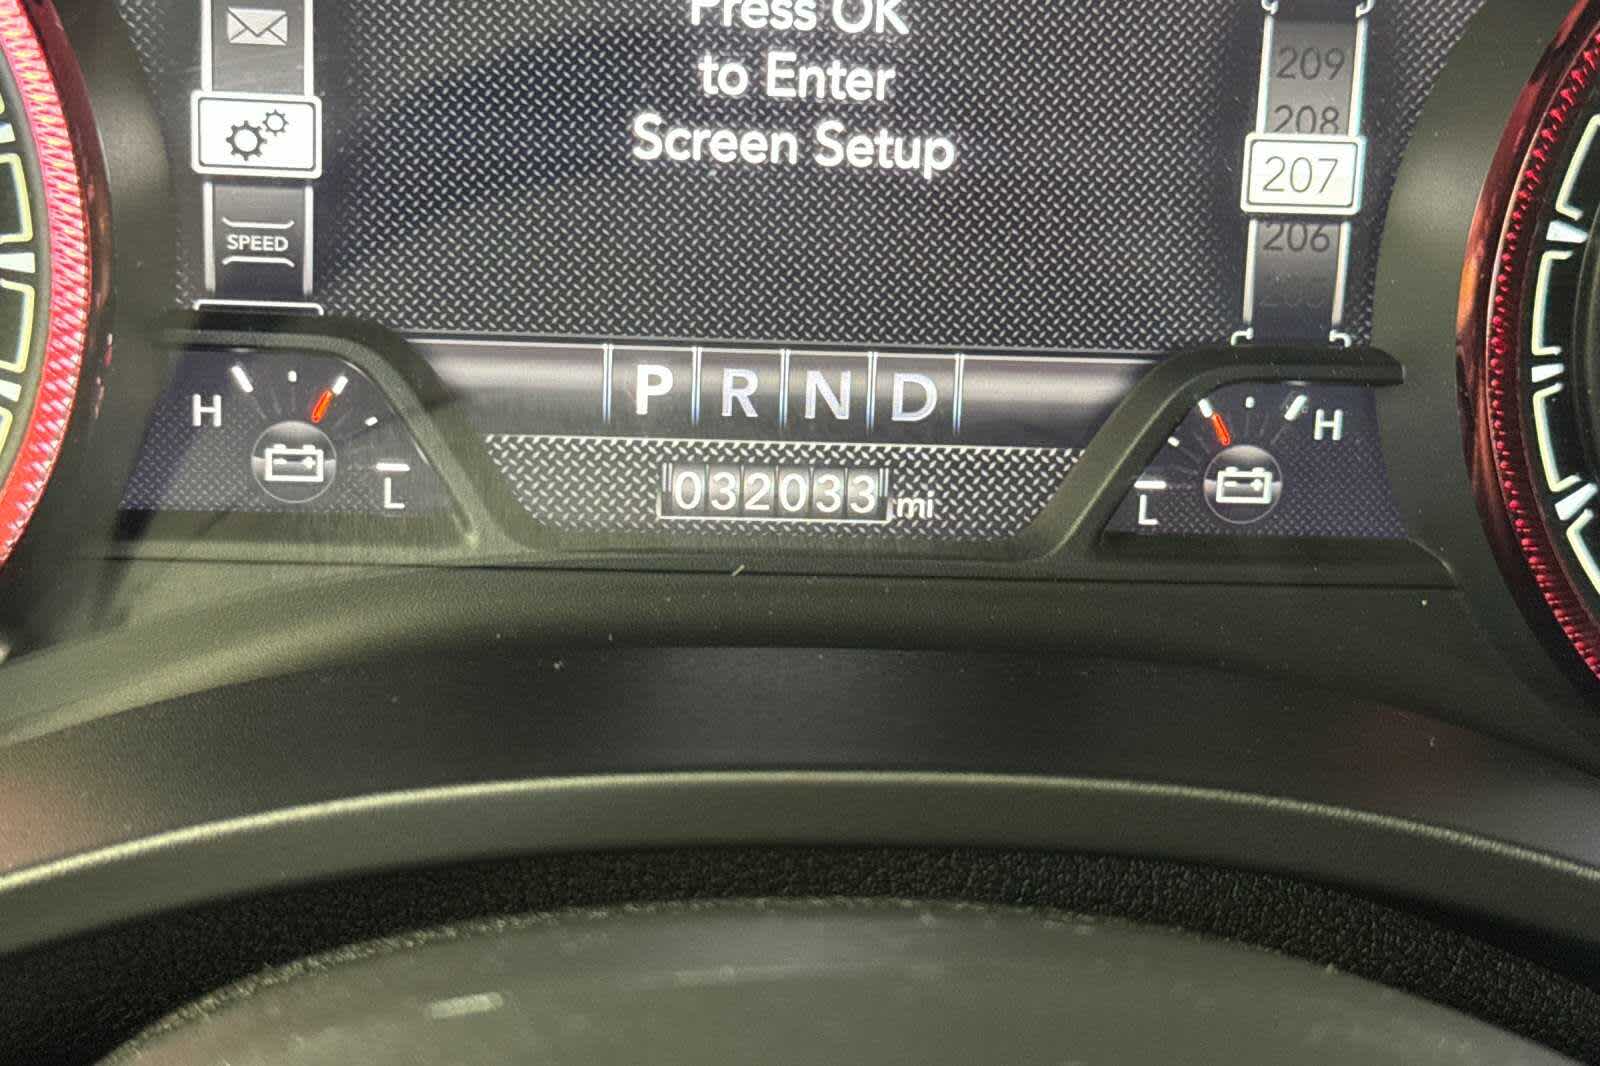 Press OK
to Enter
Screen Setup
SPEED
209
208
207
206
P R N D
H
L
032033 mi
H
L